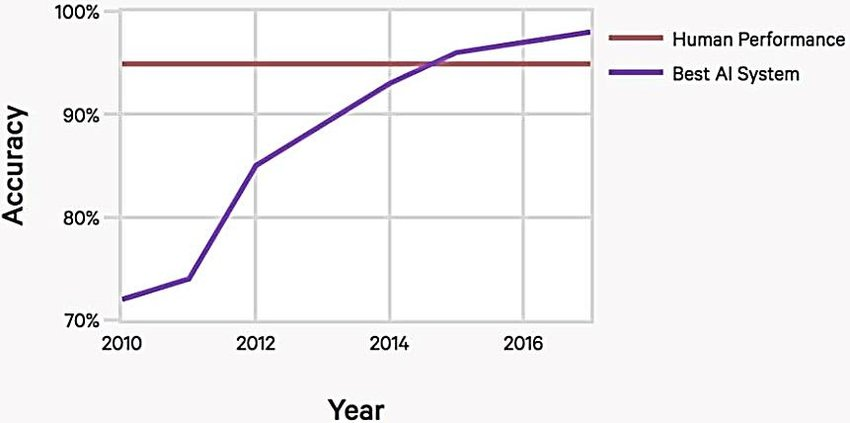 100%
90%
80%
70%
Accuracy
2010
2012
2014
2016
Year
Human Performance
Best AI System